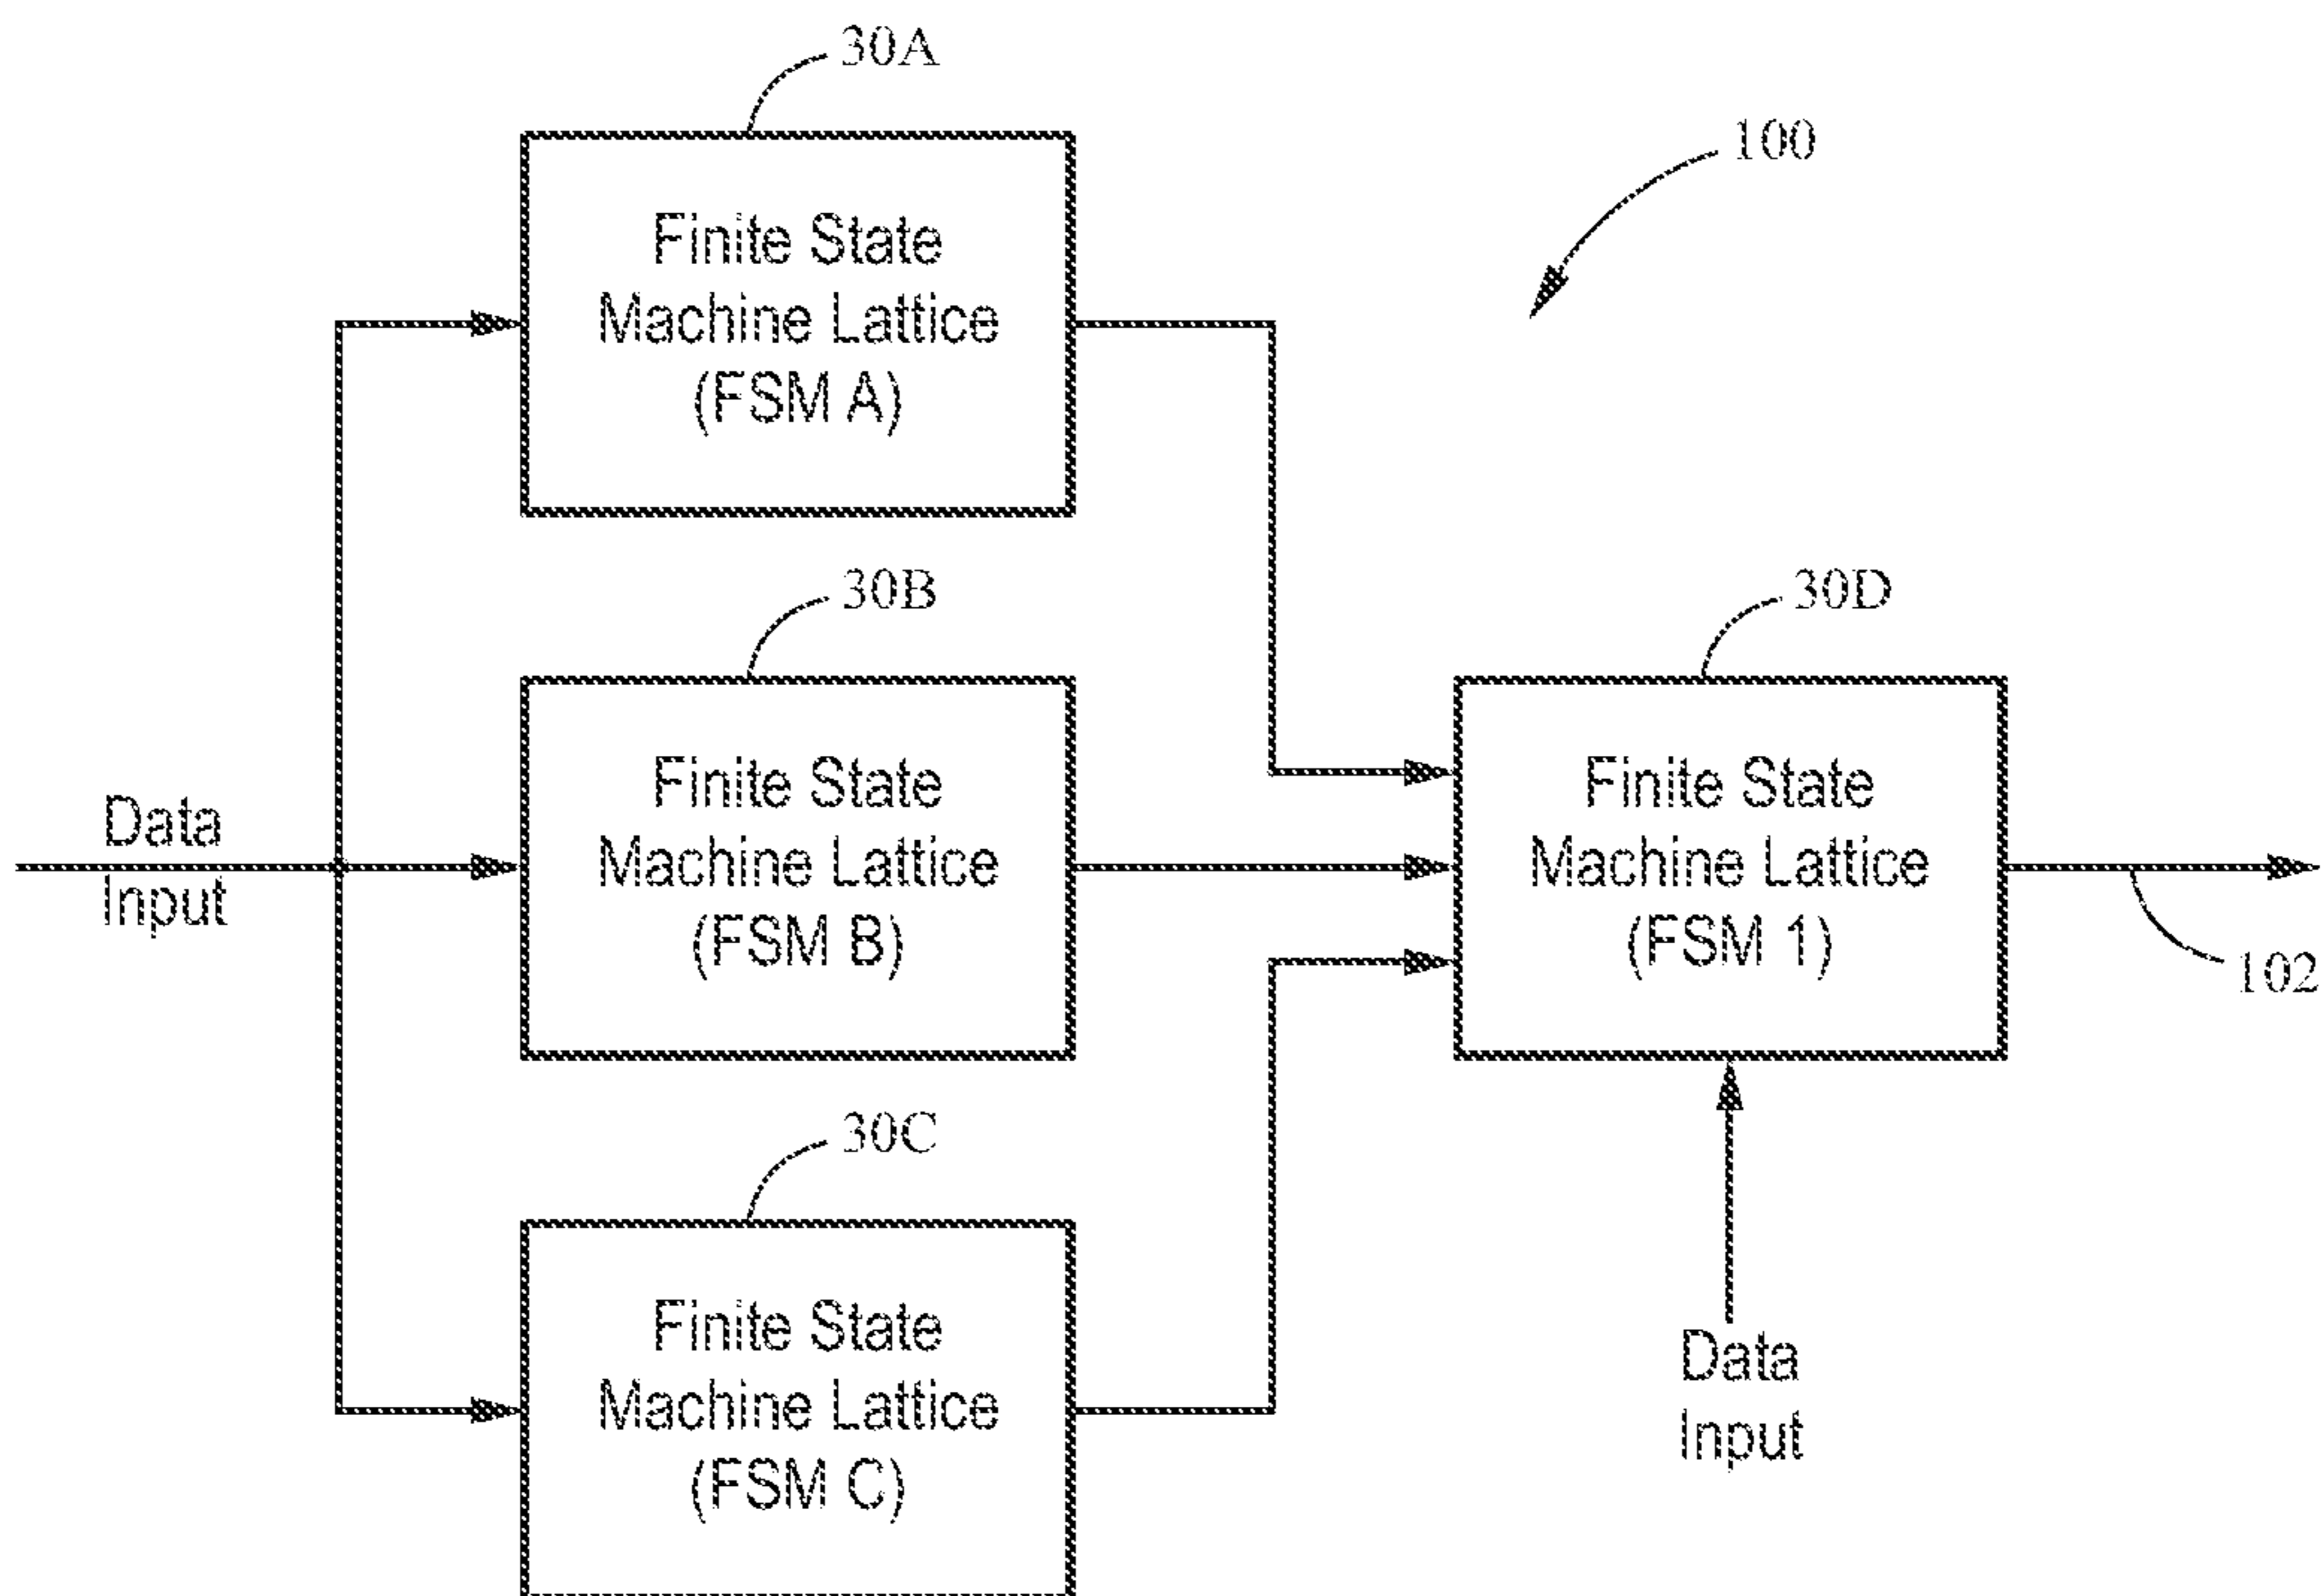 30A
100
Finite State
Machine Lattice
(FSM A)
30B
30D
Finite State
Machine Lattice
(FSM B)
Finite State
Machine Lattice
(FSM 1)
Data
Input
102
30C
Finite State
Machine Lattice
(FSM C)
Data
Input